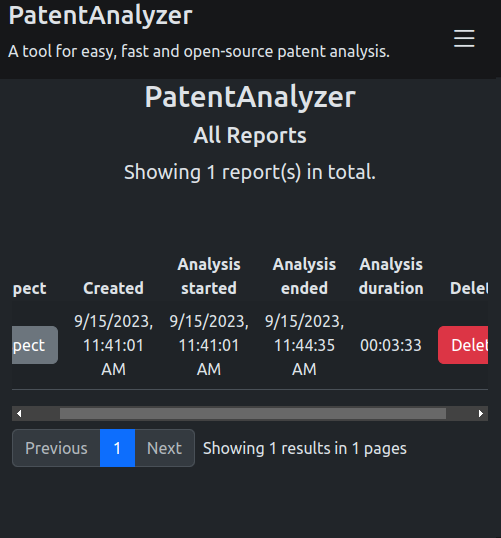 PatentAnalyzer
A tool for easy, fast and open-source patent analysis.
PatentAnalyzer
All Reports
Showing 1 report(s) in total.
Analysis Analysis Analysis
pect Created started ended duration Delet
9/15/2023, 9/15/2023, 9/15/2023,
pect 11:41:01 11:41:01 11:44:35 00:03:33 Delet
AM AM AM
Previous 1 Next Showing 1 results in 1 pages